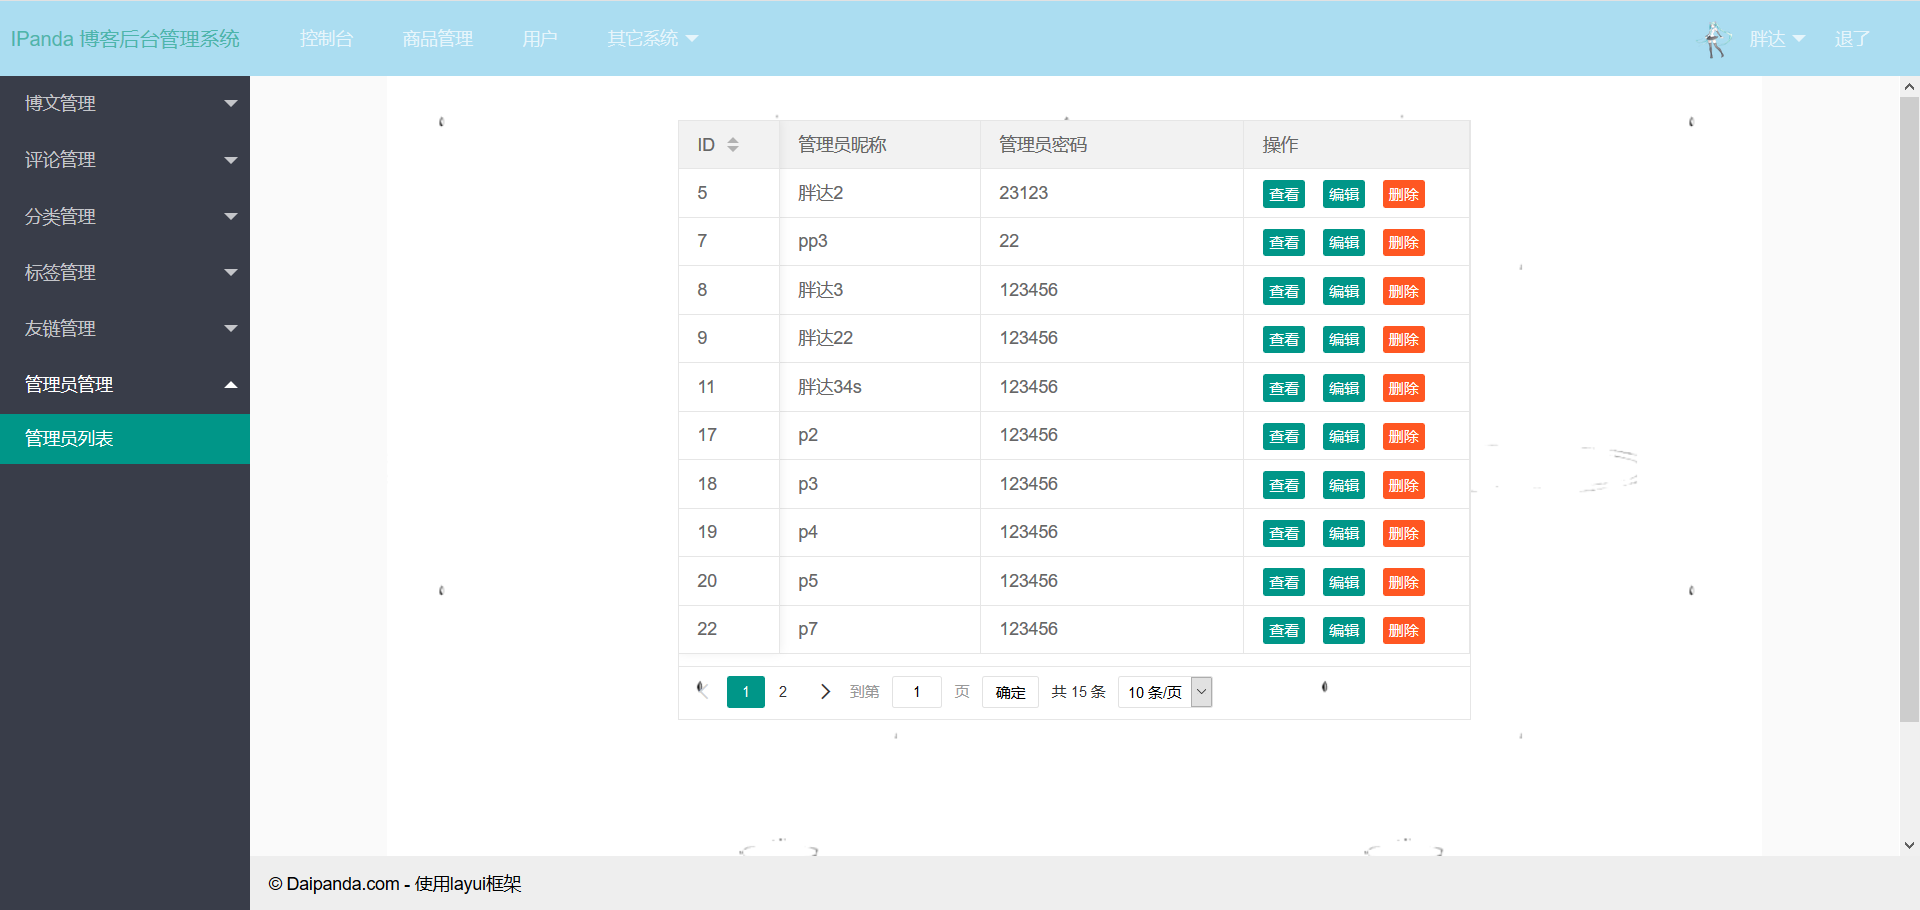 IPanda 博客后台管理系统 控制台 商品管理 用户 其它系统 胖达 退了
博文管理
评论管理
分类管理
标签管理
友链管理
管理员管理
管理员列表
ID 管理员昵称 管理员密码 操作
5 胖达2 23123 查看 编辑 删除
7 pp3 22 查看 编辑 删除
8 胖达3 123456 查看 编辑 删除
9 胖达22 123456 查看 编辑 删除
11 胖达34s 123456 查看 编辑 删除
17 p2 123456 查看 编辑 删除
18 p3 123456 查看 编辑 删除
19 p4 123456 查看 编辑 删除
20 p5 123456 查看 编辑 删除
22 p7 123456 查看 编辑 删除
1 2 到第 1 页 确定 共 15 条 10 条/页
© Daipanda.com - 使用layui框架